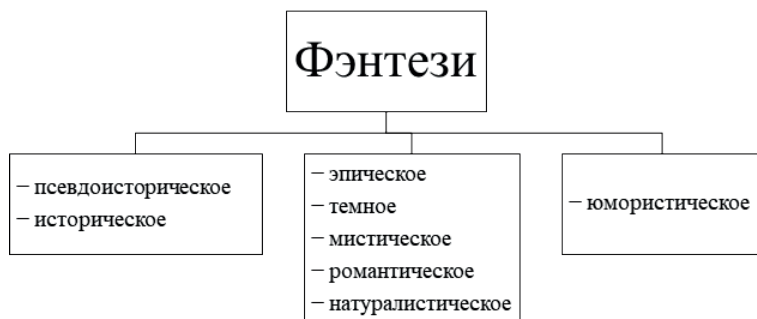 Фэнтези
– псевдоисторическое
– историческое
– эпическое
– темное
– мистическое
– романтическое
– натуралистическое
– юмористическое